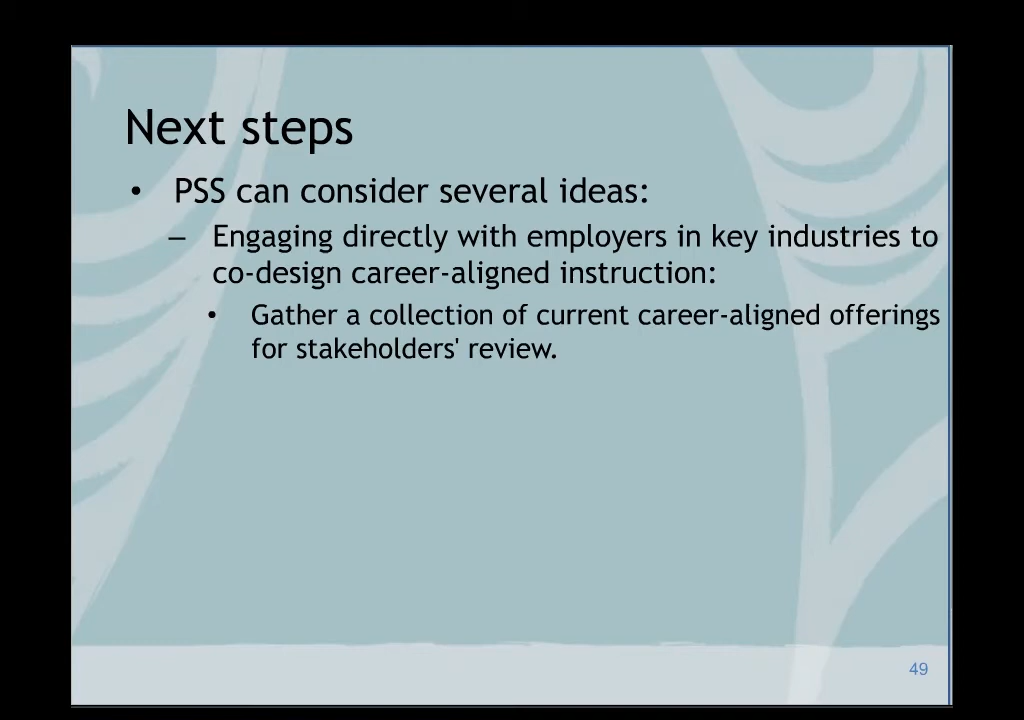 Next steps
• PSS can consider several ideas:
– Engaging directly with employers in key industries to
co-design career-aligned instruction:
• Gather a collection of current career-aligned offerings
for stakeholders' review.
49